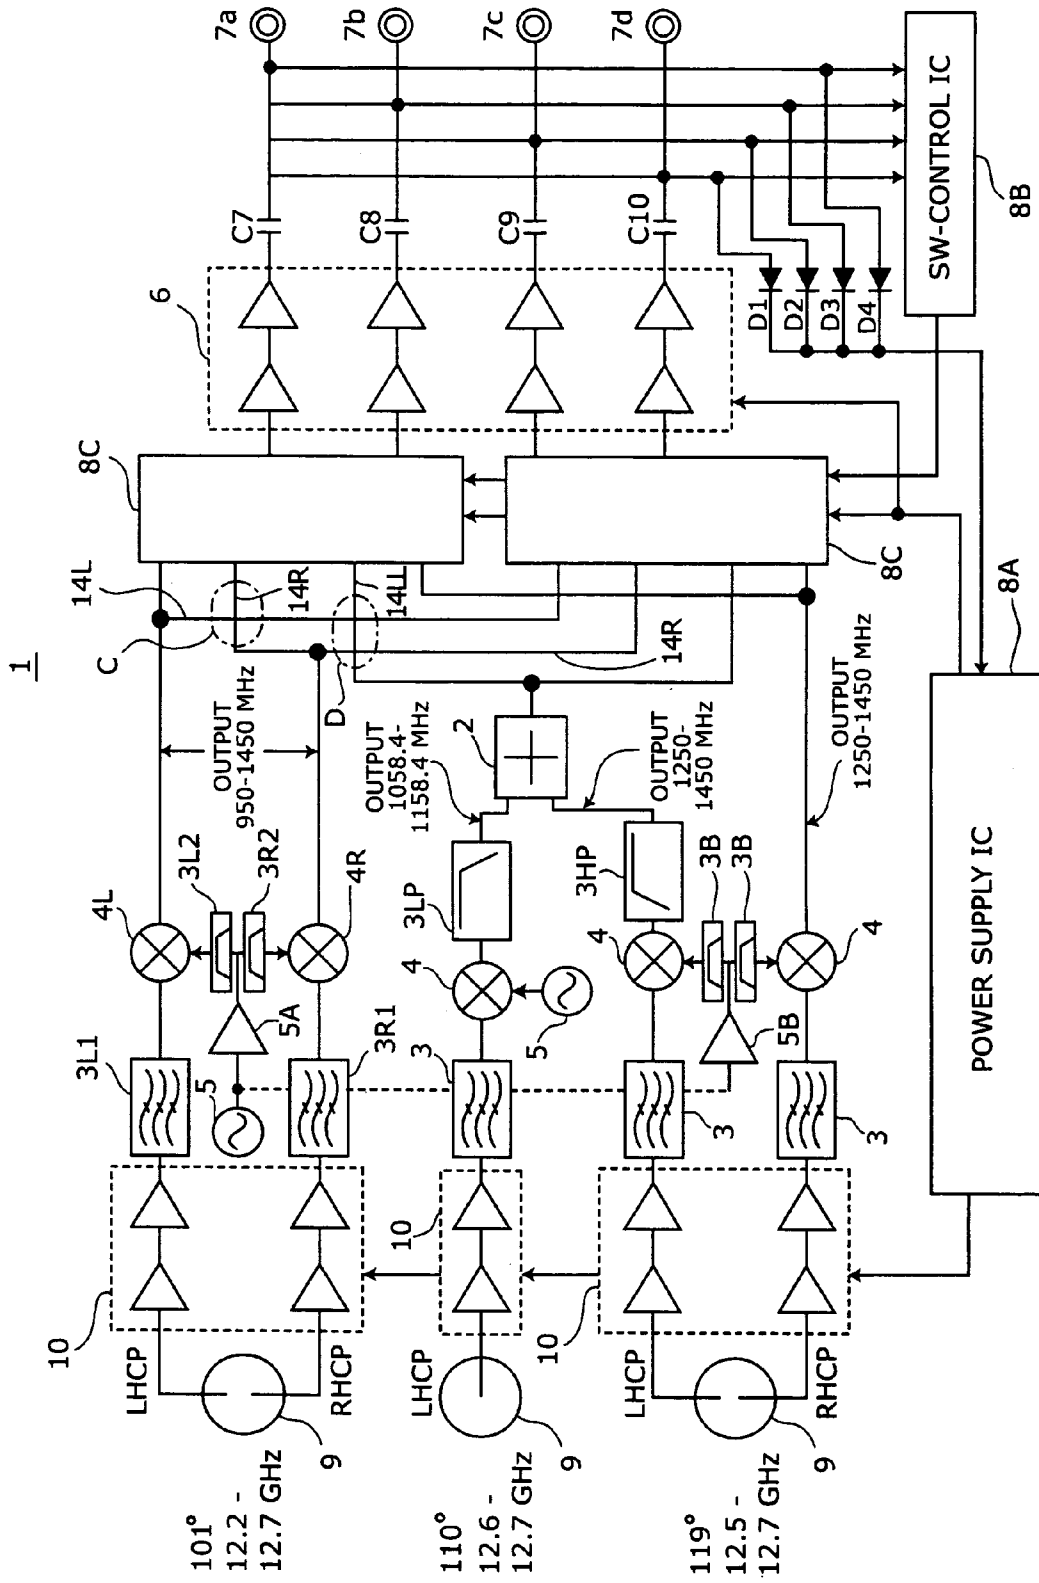 1
101°
12.2 -
12.7 GHz
110°
12.6 -
12.7 GHz
119°
12.5 -
12.7 GHz
9
9
9
LHCP
RHCP
LHCP
LHCP
RHCP
10
10
10
3L1
3R1
3
3
3
5
5
5A
5B
4L
4R
4
4
4
3L2
3R2
3B
3B
3LP
3HP
2
OUTPUT
950-1450 MHz
OUTPUT
1058.4-
1158.4 MHz
OUTPUT
1250-
1450 MHz
OUTPUT
1250-1450 MHz
C
D
14L
14R
14L
14R
8C
8C
6
C7
C8
C9
C10
7a
7b
7c
7d
D1
D2
D3
D4
SW-CONTROL IC
8B
POWER SUPPLY IC
8A